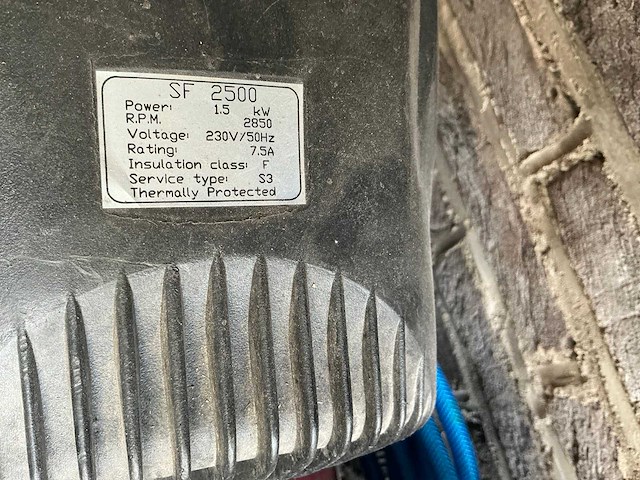 SF 2500
Power: 1.5 kW
R.P.M. 2850
Voltage: 230V/50Hz
Rating: 7.5A
Insulation class: F
Service type: S3
Thermally Protected